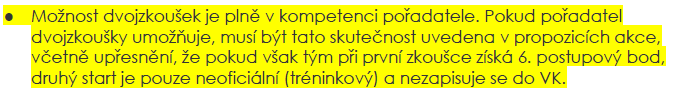 ● Možnost dvojzkoušek je plně v kompetenci pořadatele. Pokud pořadatel
dvojzkoušky umožňuje, musí být tato skutečnost uvedena v propozicích akce,
včetně upřesnění, že pokud však tým při první zkoušce získá 6. postupový bod,
druhý start je pouze neoficiální (tréninkový) a nezapisuje se do VK.